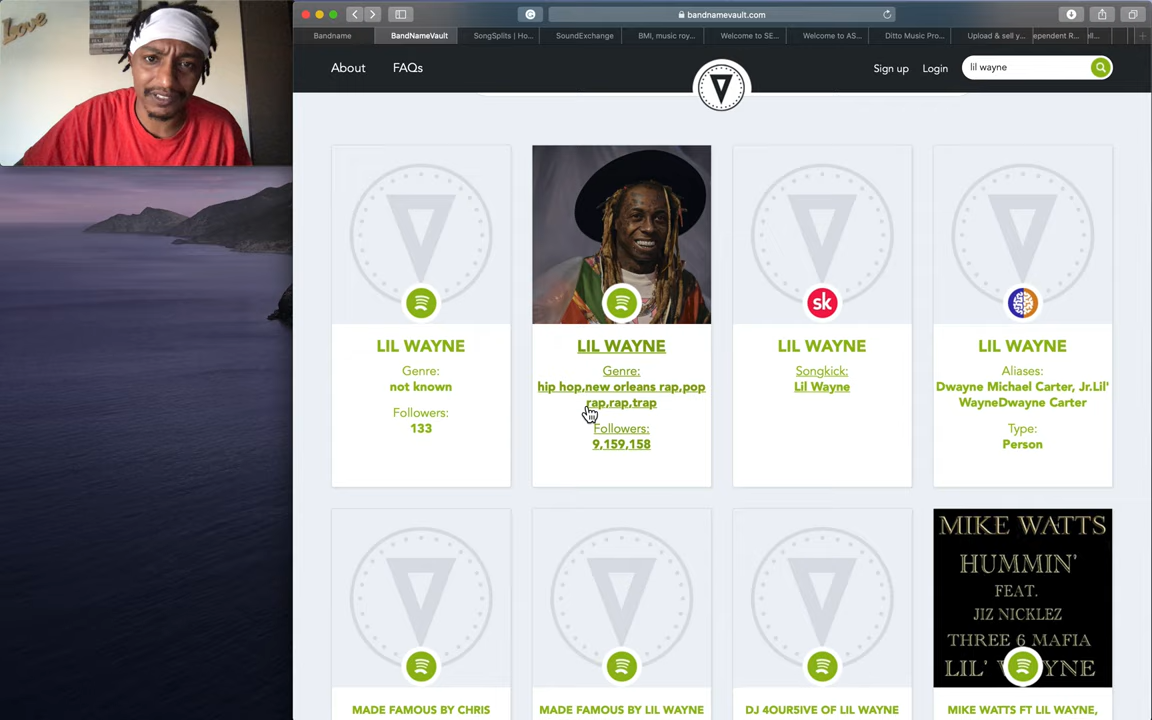 Love
bandnamevault.com
Bandname
BandNameVault
SongSplits | Ho...
SoundExchange
BMI, music roy...
Welcome to SE...
Welcome to AS...
Ditto Music Pro...
Upload & sell y...
ependent R...
ell...
About
FAQs
Sign up
Login
lil wayne
LIL WAYNE
Genre:
not known
Followers:
133
LIL WAYNE
Genre:
hip hop,new orleans rap,pop
rap,rap,trap
Followers:
9,159,158
sk
LIL WAYNE
Songkick:
Lil Wayne
LIL WAYNE
Aliases:
Dwayne Michael Carter, Jr.Lil'
WayneDwayne Carter
Type:
Person
MIKE WATTS
HUMMIN'
FEAT.
JIZ NICKLEZ
THREE 6 MAFIA
MADE FAMOUS BY CHRIS
MADE FAMOUS BY LIL WAYNE
DJ 4OUR5IVE OF LIL WAYNE
MIKE WATTS FT LIL WAYNE,